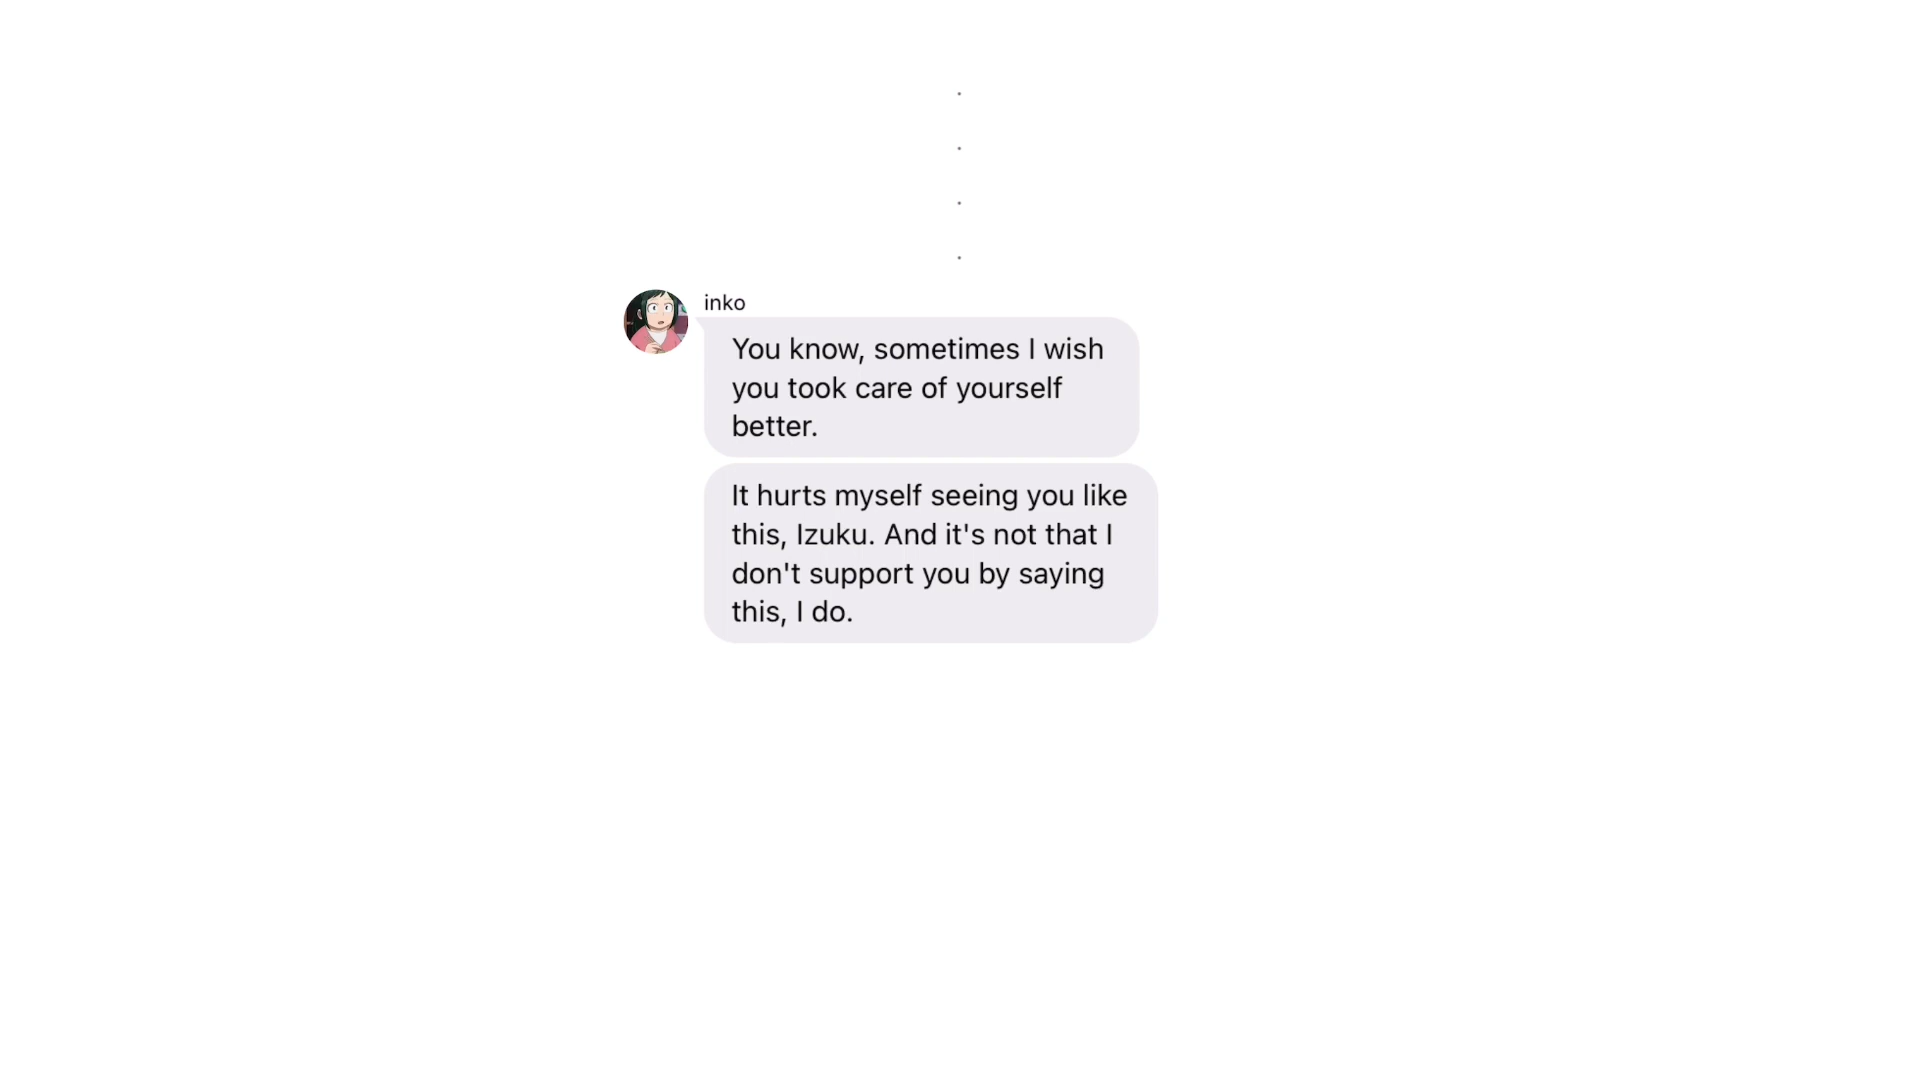 .
.
.
.
inko
You know, sometimes I wish
you took care of yourself
better.
It hurts myself seeing you like
this, Izuku. And it's not that I
don't support you by saying
this, I do.